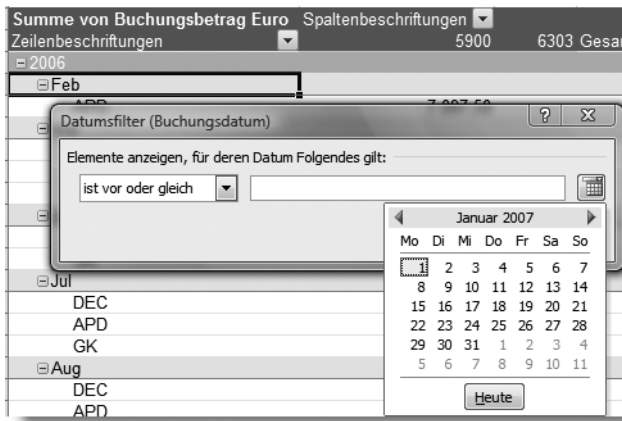 Summe von Buchungsbetrag Euro Spaltenbeschriftungen
Zeilenbeschriftungen 5900 6303 Gesa
2006
Feb
Datumsfilter (Buchungsdatum)
Elemente anzeigen, für deren Datum Folgendes gilt:
ist vor oder gleich
Januar 2007
Mo Di Mi Do Fr Sa So
1 2 3 4 5 6 7
8 9 10 11 12 13 14
15 16 17 18 19 20 21
22 23 24 25 26 27 28
29 30 31 1 2 3 4
5 6 7 8 9 10 11
Heute
Jul
DEC
APD
GK
Aug
DEC
APD